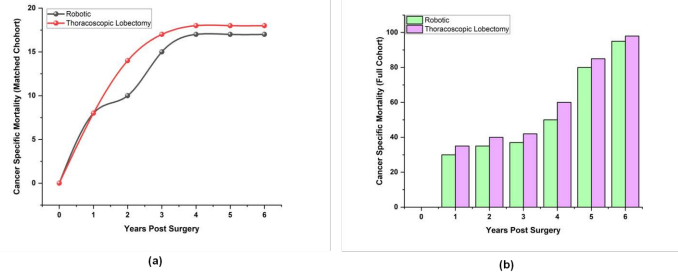 Robotic
Thoracoscopic Lobectomy
Cancer Specific Mortality (Matched Chohort)
20
15
10
5
0
0 1 2 3 4 5 6
Years Post Surgery
(a)
Robotic
Thoracoscopic Lobectomy
Cancer Specific Mortality (Full Cohort)
100
80
60
40
20
0
0 1 2 3 4 5 6
Years Post Surgery
(b)